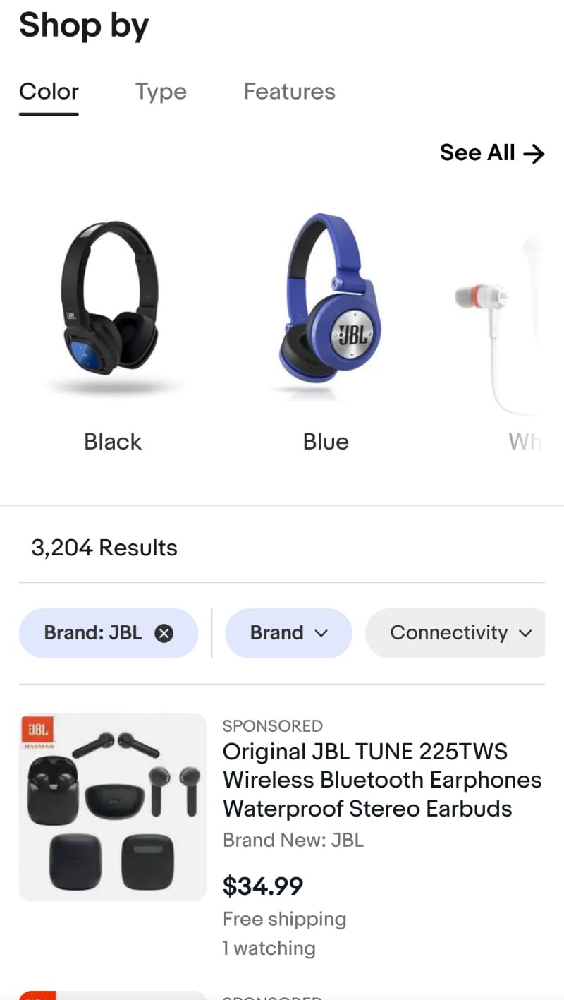 Shop by
Color
Type
Features
See All
JBL
JBL
Black
Blue
3,204 Results
Brand: JBL
Brand
Connectivity
JBL
HARMAN
SPONSORED
Original JBL TUNE 225TWS
Wireless Bluetooth Earphones
Waterproof Stereo Earbuds
Brand New: JBL
$34.99
Free shipping
1 watching